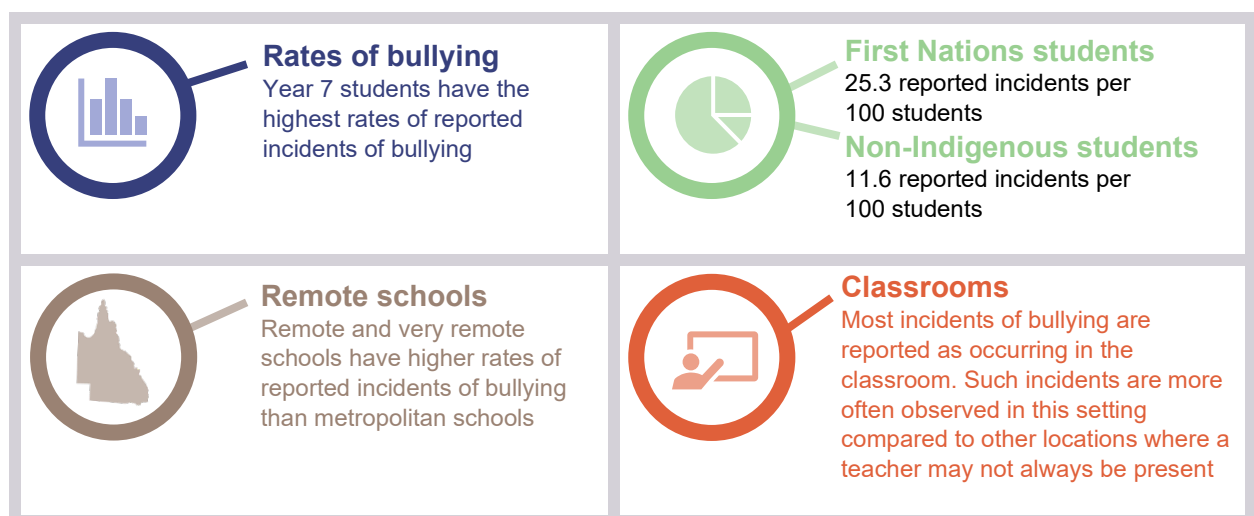 Rates of bullying
Year 7 students have the
highest rates of reported
incidents of bullying
First Nations students
25.3 reported incidents per
100 students
Non-Indigenous students
11.6 reported incidents per
100 students
Remote schools
Remote and very remote
schools have higher rates of
reported incidents of bullying
than metropolitan schools
Classrooms
Most incidents of bullying are
reported as occurring in the
classroom. Such incidents are more
often observed in this setting
compared to other locations where a
teacher may not always be present